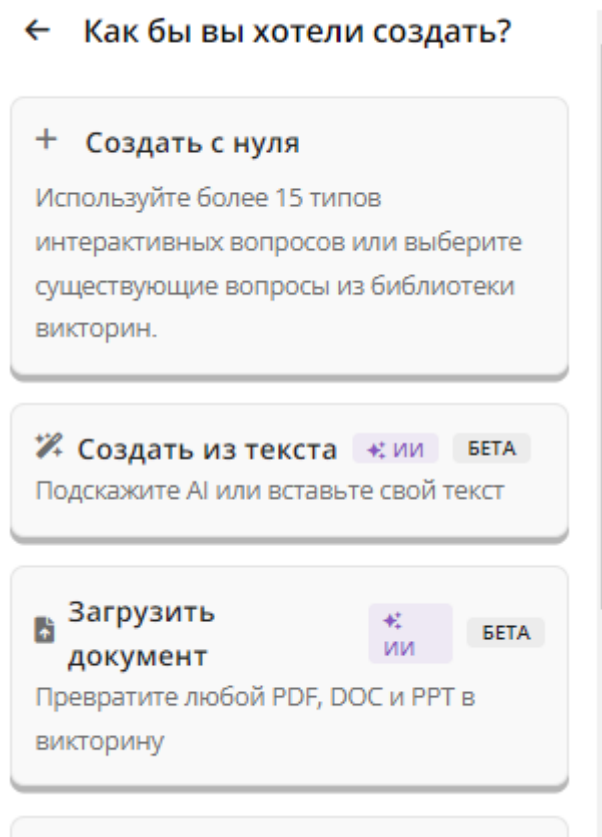 ← Как бы вы хотели создать?
+ Создать с нуля
Используйте более 15 типов
интерактивных вопросов или выберите
существующие вопросы из библиотеки
викторин.
Создать из текста ИИ БЕТА
Подскажите AI или вставьте свой текст
Загрузить
документ
ИИ БЕТА
Превратите любой PDF, DOC и PPT в
викторину